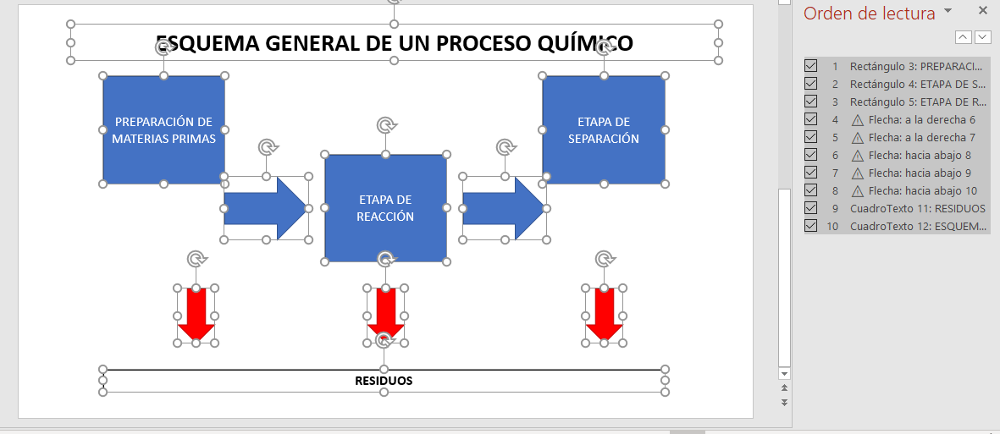 ESQUEMA GENERAL DE UN PROCESO QUÍMICO
PREPARACIÓN DE
MATERIAS PRIMAS
ETAPA DE
REACCIÓN
ETAPA DE
SEPARACIÓN
RESIDUOS
Orden de lectura
1 Rectángulo 3: PREPARACI...
2 Rectángulo 4: ETAPA DE S...
3 Rectángulo 5: ETAPA DE R...
4 Flecha: a la derecha 6
5 Flecha: a la derecha 7
6 Flecha: hacia abajo 8
7 Flecha: hacia abajo 9
8 Flecha: hacia abajo 10
9 CuadroTexto 11: RESIDUOS
10 CuadroTexto 12: ESQUEM...